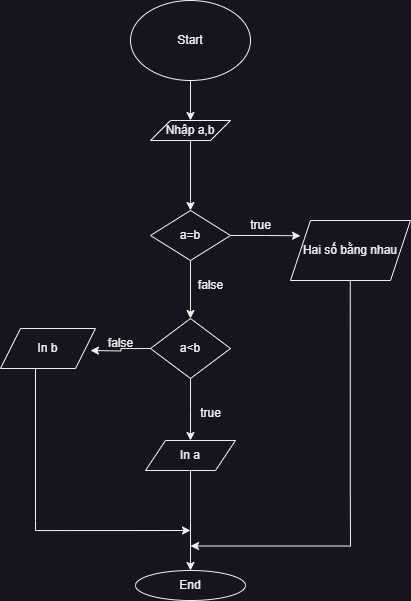 Start
Nhập a,b
a=b
true
Hai số bằng nhau
false
a<b
false
In b
true
In a
End